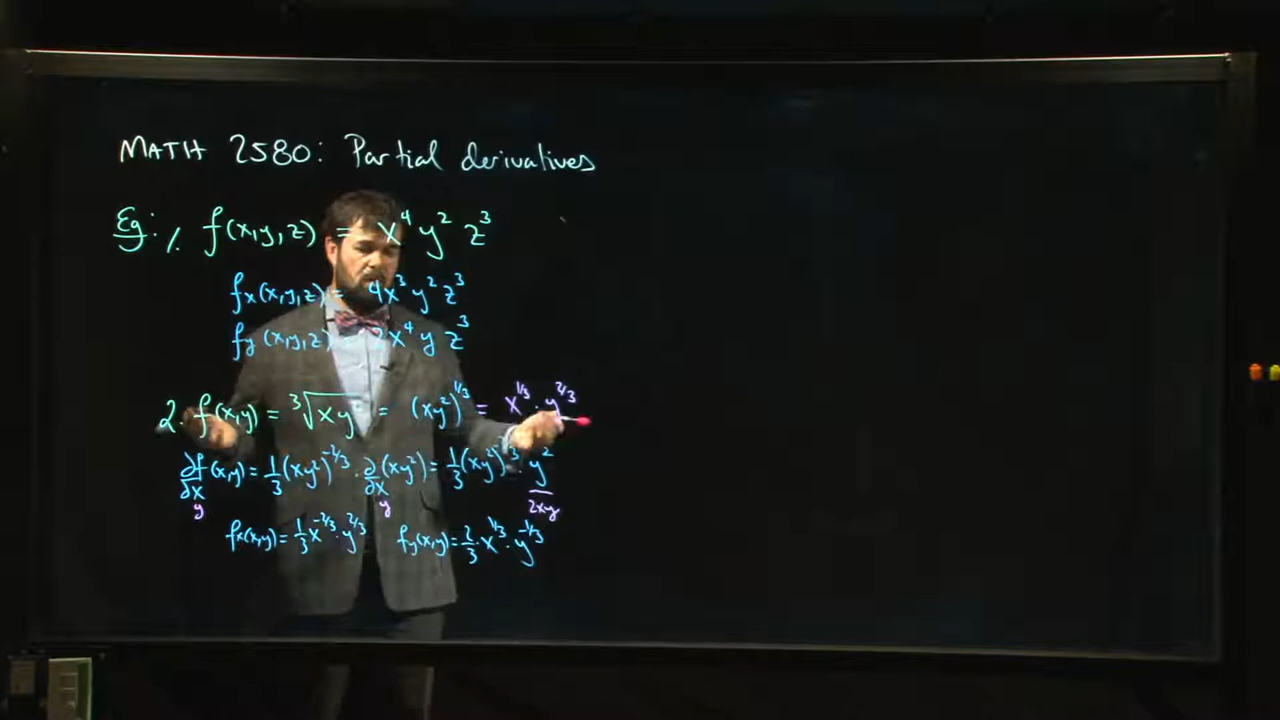 MATH 2580: Partial derivatives
Eg: 1. f(x,y,z) = x⁴ y² z³
fx(x,y,z) = 4x³ y² z³
fy(x,y,z) = 2x⁴ y z³
2. f(x,y) = ³√xy = (xy²)^1/3 = x^1/3 · y^2/3
∂f/∂x (x,y) = 1/3 (xy²)^-2/3 · ∂/∂x (xy²) = 1/3 (xy²) · y²
y y 2xy
fx(x,y) = 1/3 x^-2/3 · y^2/3 fy(x,y) = 2/3 · x^1/3 · y^-1/3